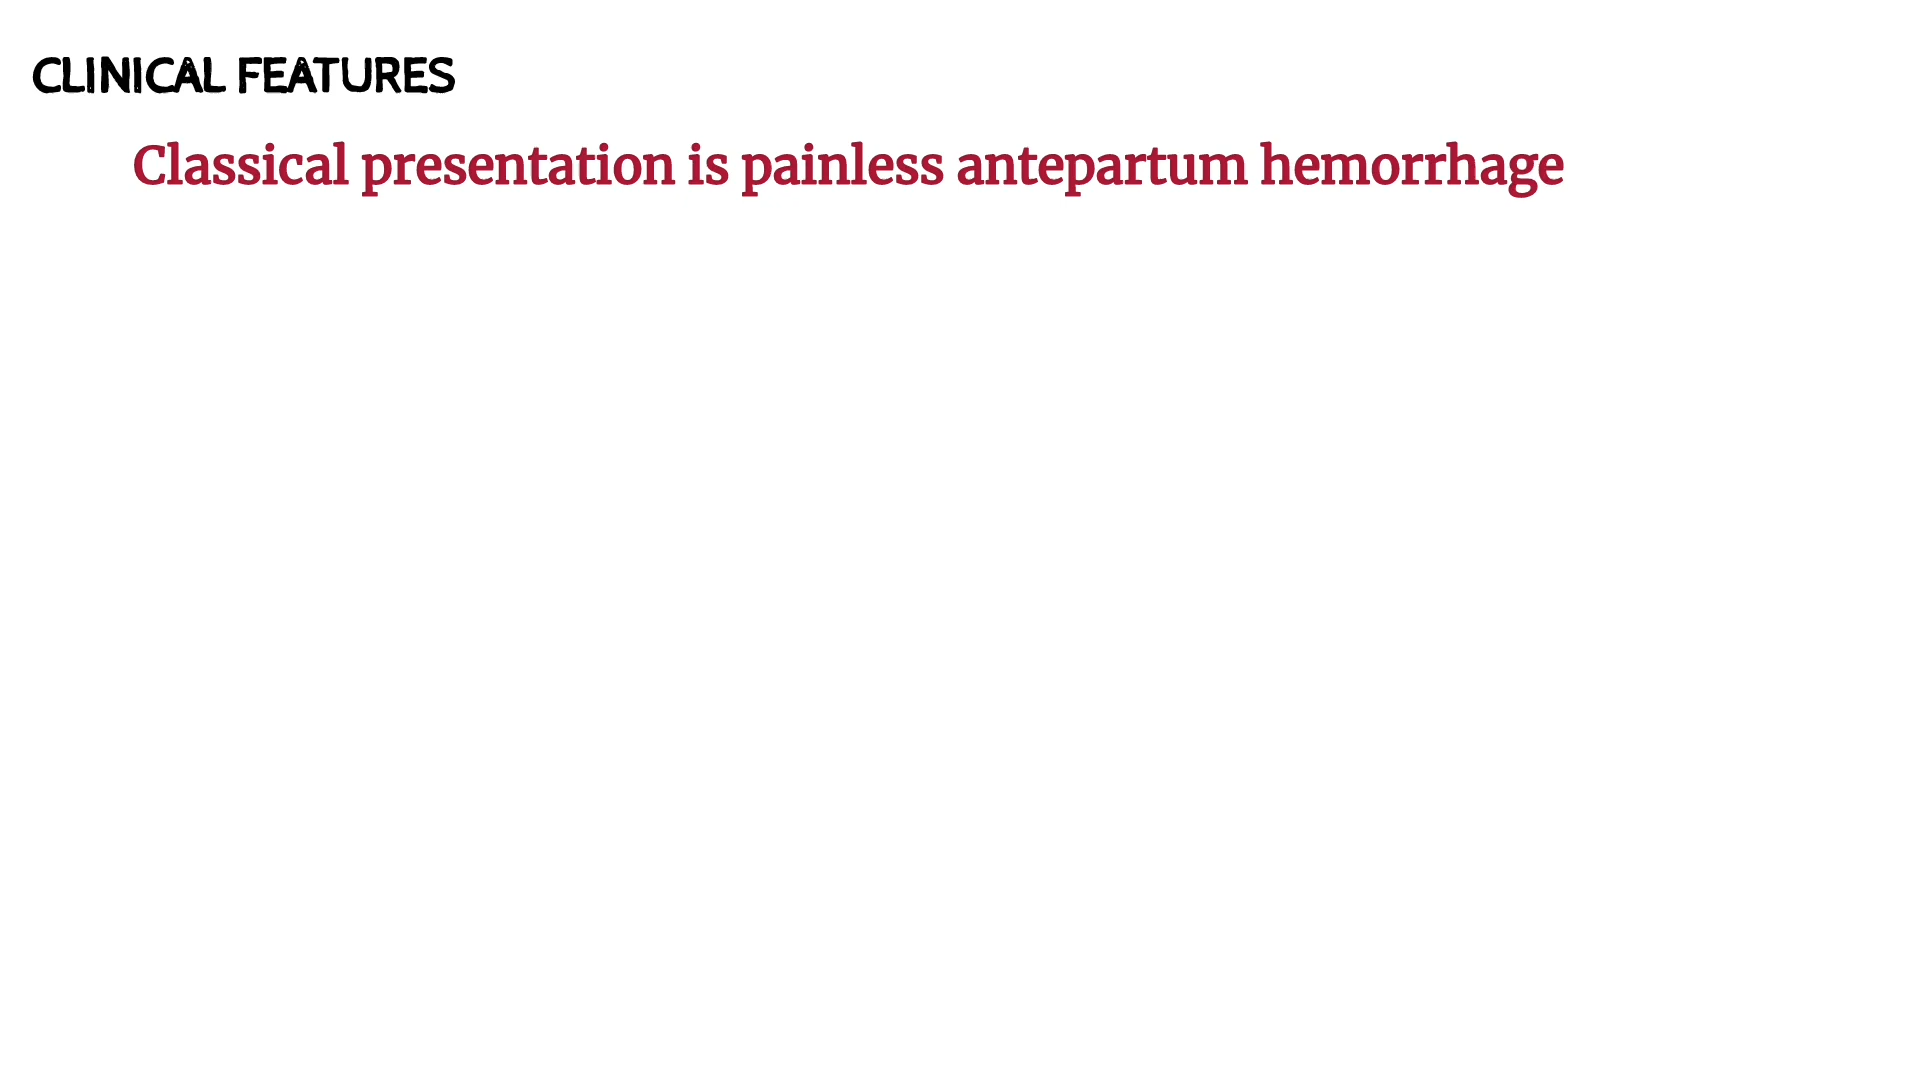 CLINICAL FEATURES
Classical presentation is painless antepartum hemorrhage